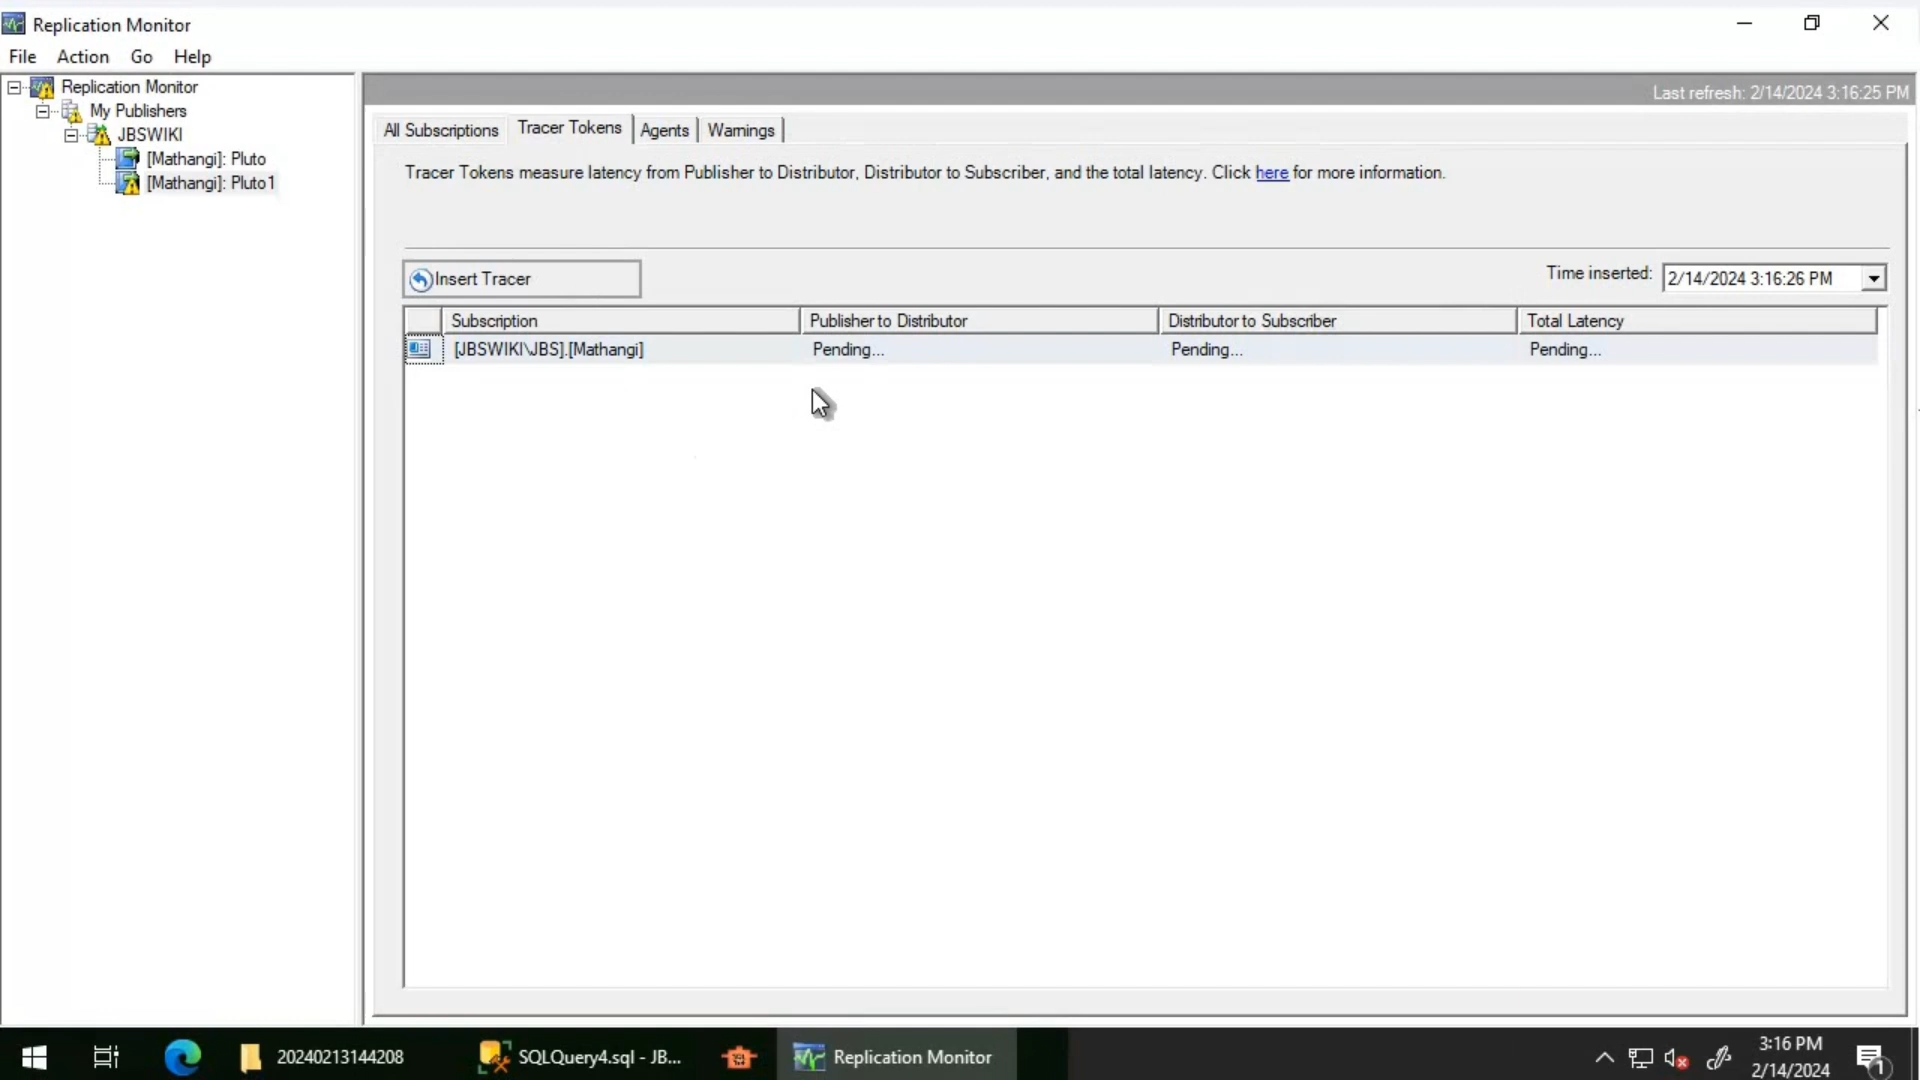 Replication Monitor
File Action Go Help
Replication Monitor
My Publishers
JBSWIKI
[Mathangi]: Pluto
[Mathangi]: Pluto1
Last refresh: 2/14/2024 3:16:25 PM
All Subscriptions Tracer Tokens Agents Warnings
Tracer Tokens measure latency from Publisher to Distributor, Distributor to Subscriber, and the total latency. Click here for more information.
Insert Tracer
Time inserted: 2/14/2024 3:16:26 PM
Subscription Publisher to Distributor Distributor to Subscriber Total Latency
[JBSWIKI\JBS].[Mathangi] Pending... Pending... Pending...
20240213144208 SQLQuery4.sql - JB... Replication Monitor
3:16 PM
2/14/2024
1